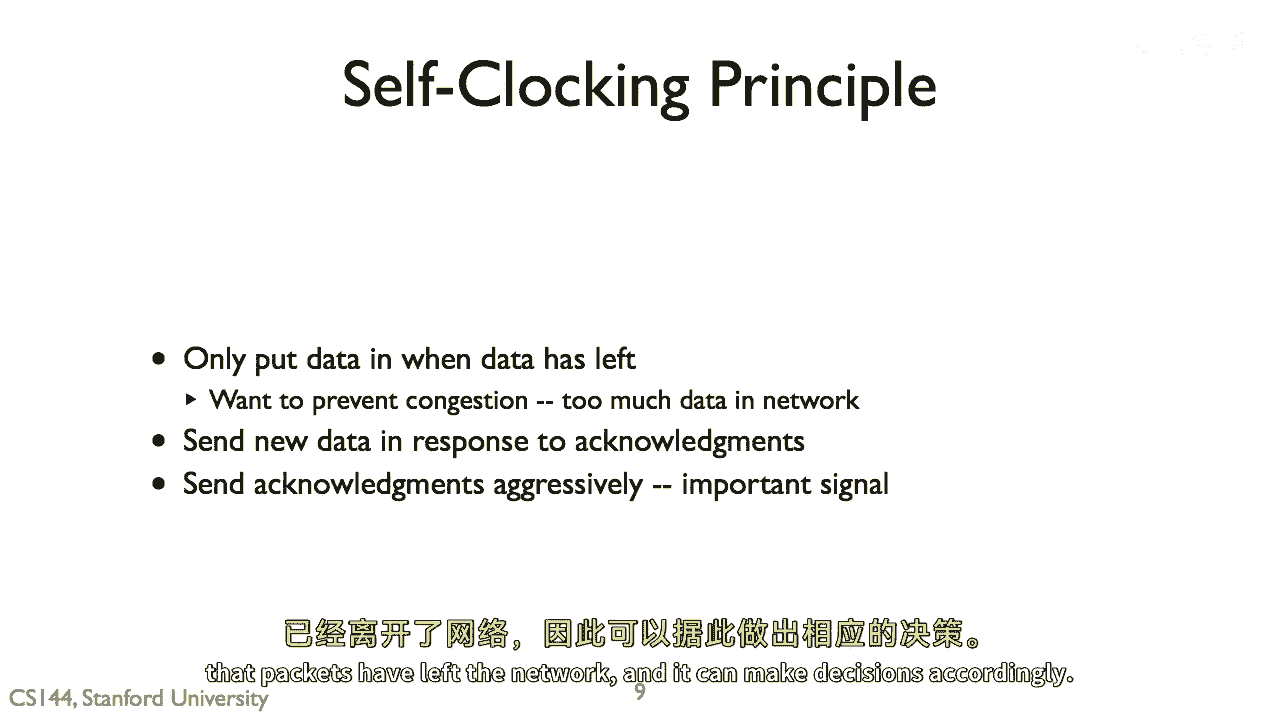 Self-Clocking Principle
• Only put data in when data has left
▸ Want to prevent congestion -- too much data in network
• Send new data in response to acknowledgments
• Send acknowledgments aggressively -- important signal
已经离开了网络，因此可以据此做出相应的决策。
that packets have left the network, and it can make decisions accordingly.
CS144, Stanford University
9